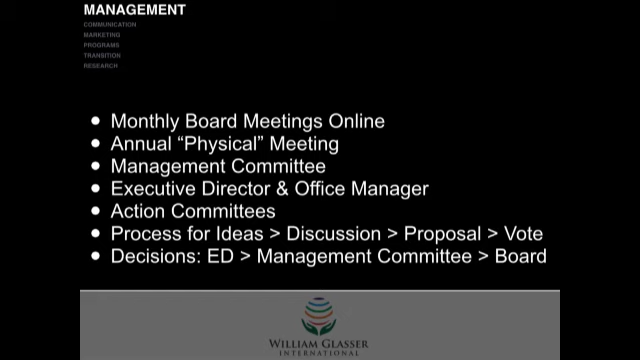 MANAGEMENT
COMMUNICATION
MARKETING
PROGRAMS
TRANSITION
RESEARCH
• Monthly Board Meetings Online
• Annual “Physical” Meeting
• Management Committee
• Executive Director & Office Manager
• Action Committees
• Process for Ideas > Discussion > Proposal > Vote
• Decisions: ED > Management Committee > Board
WILLIAM GLASSER
INTERNATIONAL